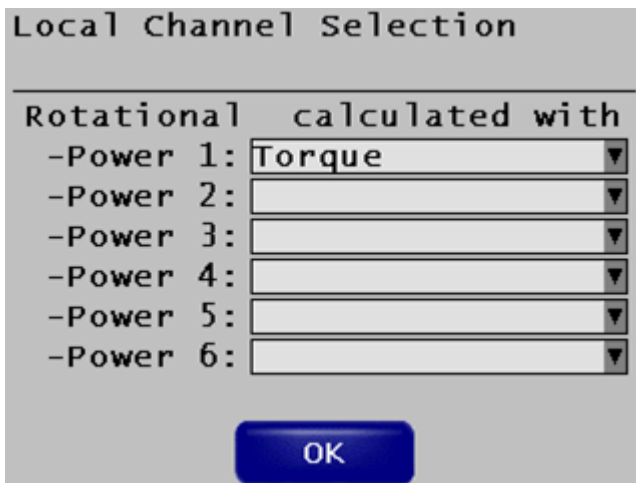 Local Channel Selection
Rotational calculated with
-Power 1: Torque
-Power 2:
-Power 3:
-Power 4:
-Power 5:
-Power 6:
OK